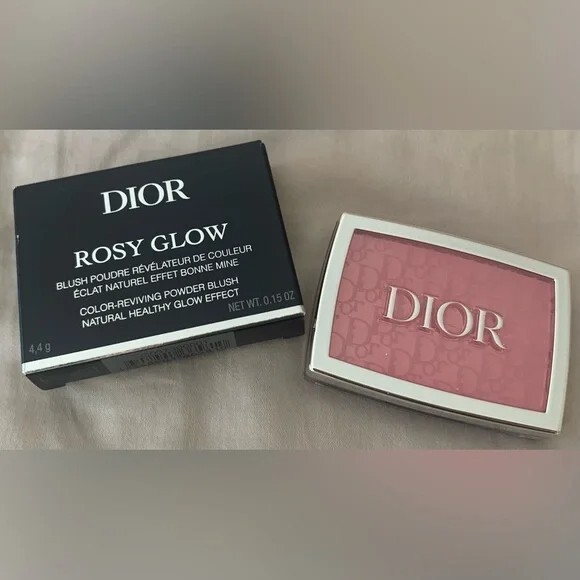 DIOR
ROSY GLOW
BLUSH POUDRE RÉVÉLATEUR DE COULEUR
ÉCLAT NATUREL EFFET BONNE MINE
COLOR-REVIVING POWDER BLUSH
NATURAL HEALTHY GLOW EFFECT
4,4 g
NET WT. 0.15 OZ
DIOR